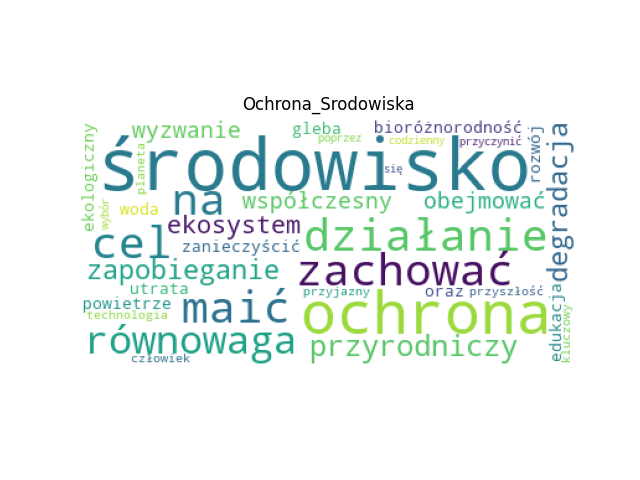 Ochrona_Srodowiska
wyzwanie gleba bioróżnorodność
poprzez codzienny przyczynić
środowisko
ekologiczny planeta się rozwój degradacja
wybór woda na współczesny obejmować
ekosystem działanie
cel zanieczyścić
zapobieganie zachować
utrata przyjazny oraz przyszłość
powietrze maić ochrona
technologia
równowaga przyrodniczy edukacja kluczowy
człowiek